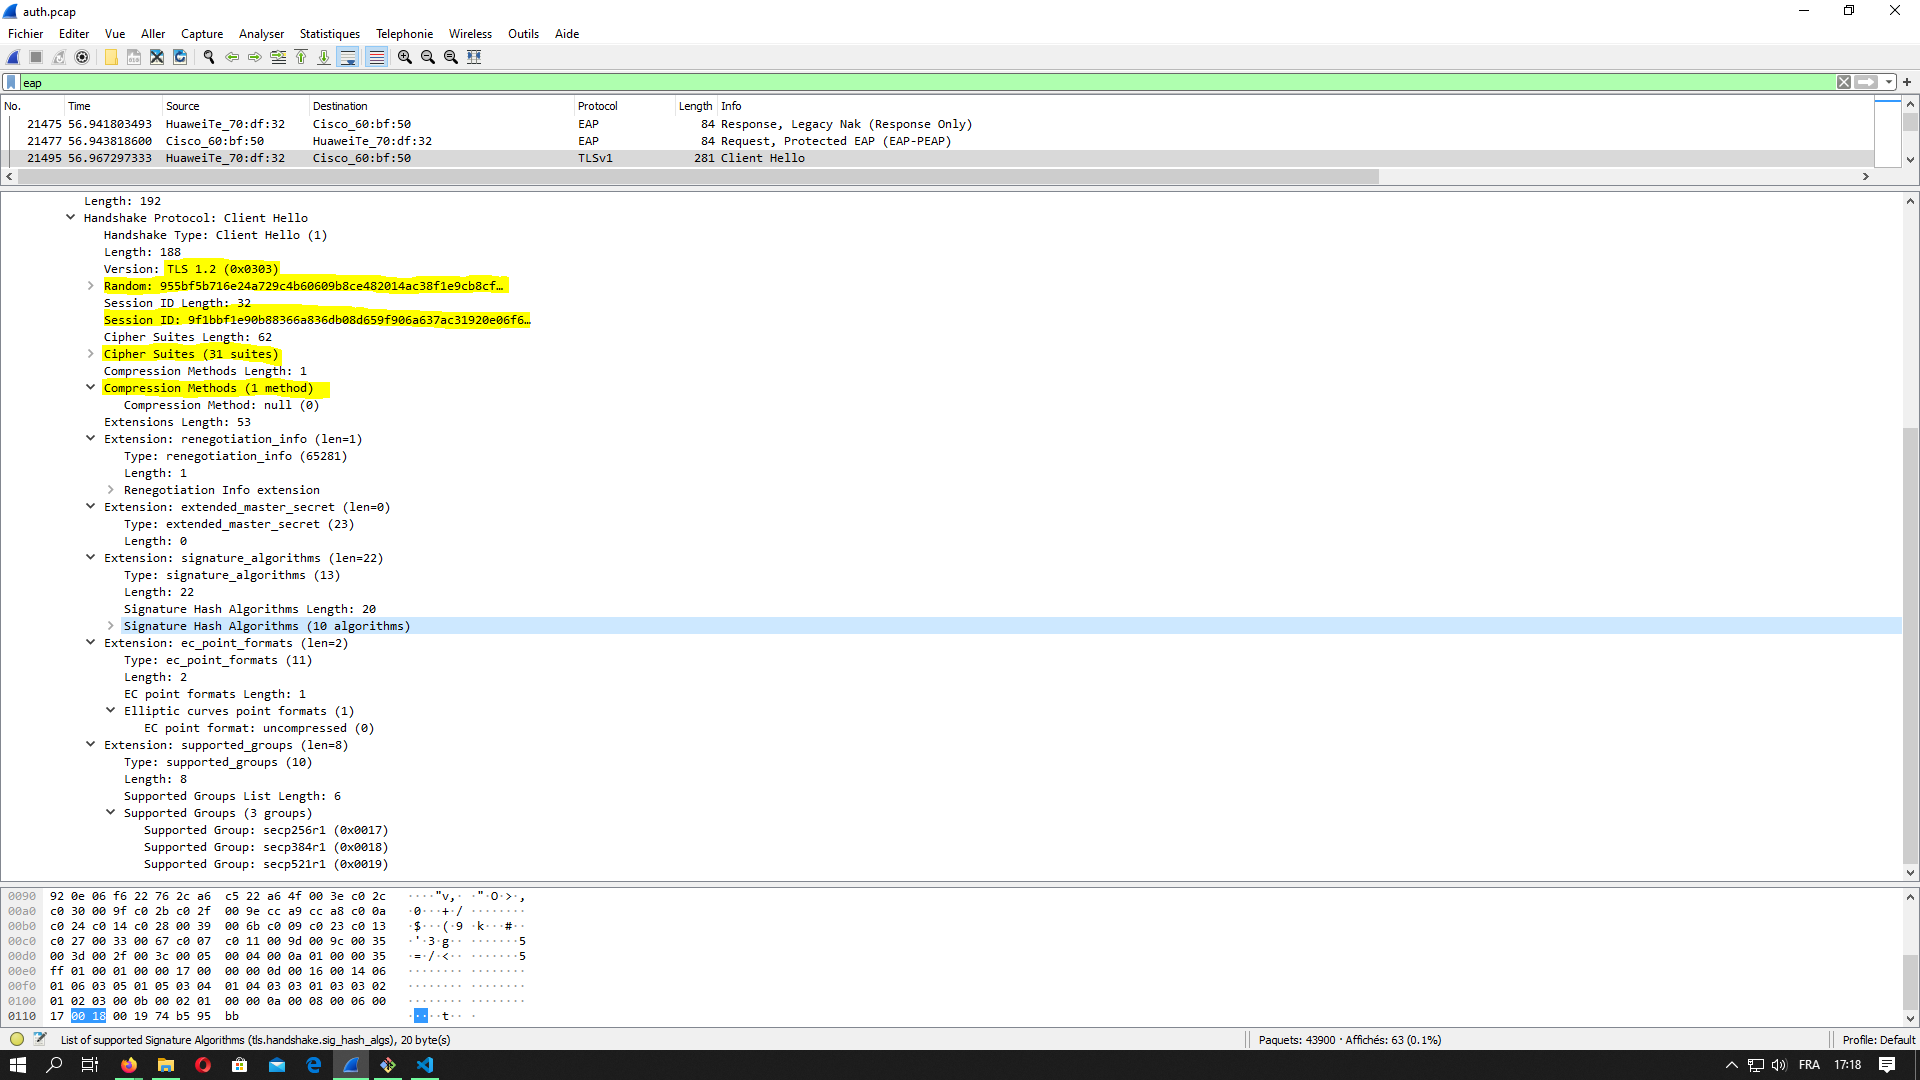 auth.pcap
Fichier Editer Vue Aller Capture Analyser Statistiques Telephonie Wireless Outils Aide
eap
No. Time Source Destination Protocol Length Info
21475 56.941803493 HuaweiTe_70:df:32 Cisco_60:bf:50 EAP 84 Response, Legacy Nak (Response Only)
21477 56.943818600 Cisco_60:bf:50 HuaweiTe_70:df:32 EAP 84 Request, Protected EAP (EAP-PEAP)
21495 56.967297333 HuaweiTe_70:df:32 Cisco_60:bf:50 TLSv1 281 Client Hello
Length: 192
Handshake Protocol: Client Hello
Handshake Type: Client Hello (1)
Length: 188
Version: TLS 1.2 (0x0303)
Random: 955bf5b716e24a729c4b60609b8ce482014ac38f1e9cb8cf…
Session ID Length: 32
Session ID: 9f1bbf1e90b88366a836db08d659f906a637ac31920e06f6…
Cipher Suites Length: 62
Cipher Suites (31 suites)
Compression Methods Length: 1
Compression Methods (1 method)
Compression Method: null (0)
Extensions Length: 53
Extension: renegotiation_info (len=1)
Type: renegotiation_info (65281)
Length: 1
Renegotiation Info extension
Extension: extended_master_secret (len=0)
Type: extended_master_secret (23)
Length: 0
Extension: signature_algorithms (len=22)
Type: signature_algorithms (13)
Length: 22
Signature Hash Algorithms Length: 20
Signature Hash Algorithms (10 algorithms)
Extension: ec_point_formats (len=2)
Type: ec_point_formats (11)
Length: 2
EC point formats Length: 1
Elliptic curves point formats (1)
EC point format: uncompressed (0)
Extension: supported_groups (len=8)
Type: supported_groups (10)
Length: 8
Supported Groups List Length: 6
Supported Groups (3 groups)
Supported Group: secp256r1 (0x0017)
Supported Group: secp384r1 (0x0018)
Supported Group: secp521r1 (0x0019)
0090 92 0e 06 f6 22 76 2c a6 c5 22 a6 4f 00 3e c0 2c ····"v,· ·"·O·>·,
00a0 c0 30 00 9f c0 2b c0 2f 00 9e cc a9 cc a8 c0 0a ·0···+·/ ········
00b0 c0 24 c0 14 c0 28 00 39 00 6b c0 09 c0 23 c0 13 ·$···(·9 ·k···#··
00c0 c0 27 00 33 00 67 c0 07 c0 11 00 9d 00 9c 00 35 ·'·3·g·· ·······5
00d0 00 3d 00 2f 00 3c 00 05 00 04 00 0a 01 00 00 35 ·=·/·<·· ·······5
00e0 ff 01 00 01 00 00 17 00 00 00 0d 00 16 00 14 06 ········ ········
00f0 01 06 03 05 01 05 03 04 01 04 03 03 01 03 03 02 ········ ········
0100 01 02 03 00 0b 00 02 01 00 00 0a 00 08 00 06 00 ········ ········
0110 17 00 18 00 19 74 b5 95 bb ·····t·· ·
List of supported Signature Algorithms (tls.handshake.sig_hash_algs), 20 byte(s) Paquets: 43900 · Affichés: 63 (0.1%) Profile: Default
FRA 17:18